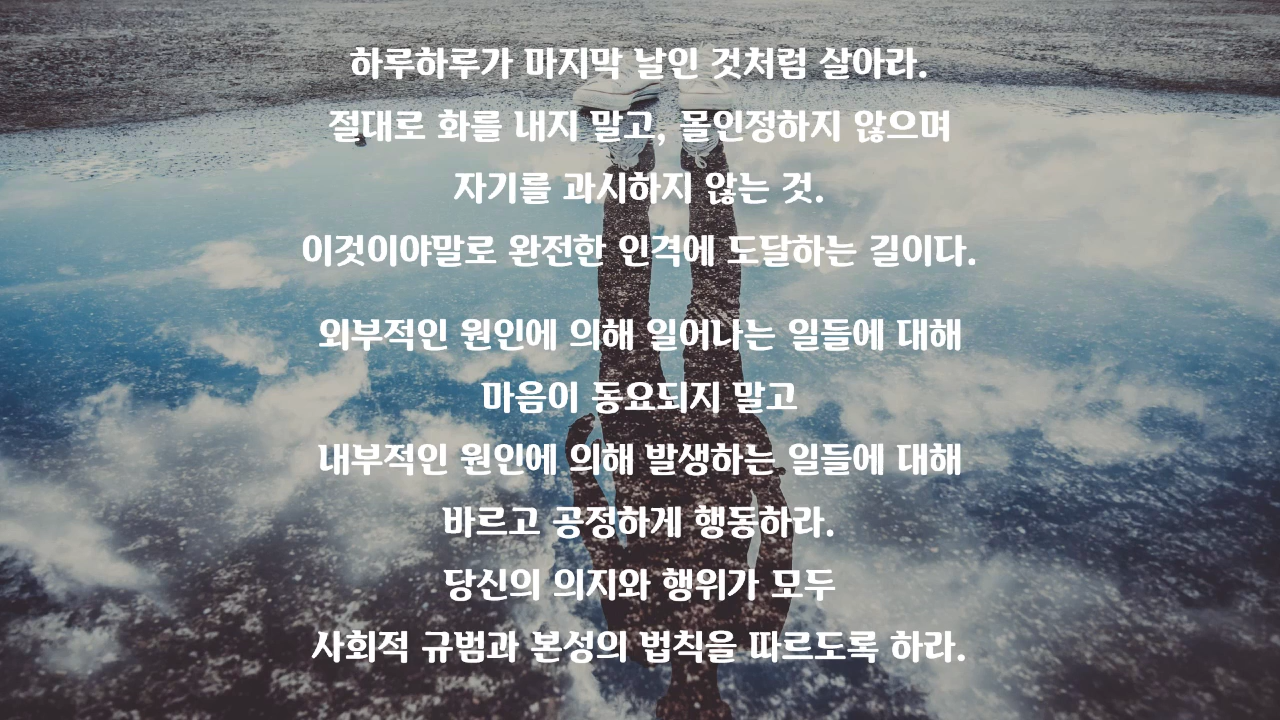 하루하루가 마지막 날인 것처럼 살아라.
절대로 화를 내지 말고, 몰인정하지 않으며
자기를 과시하지 않는 것.
이것이야말로 완전한 인격에 도달하는 길이다.
외부적인 원인에 의해 일어나는 일들에 대해
마음이 동요되지 말고
내부적인 원인에 의해 발생하는 일들에 대해
바르고 공정하게 행동하라.
당신의 의지와 행위가 모두
사회적 규범과 본성의 법칙을 따르도록 하라.